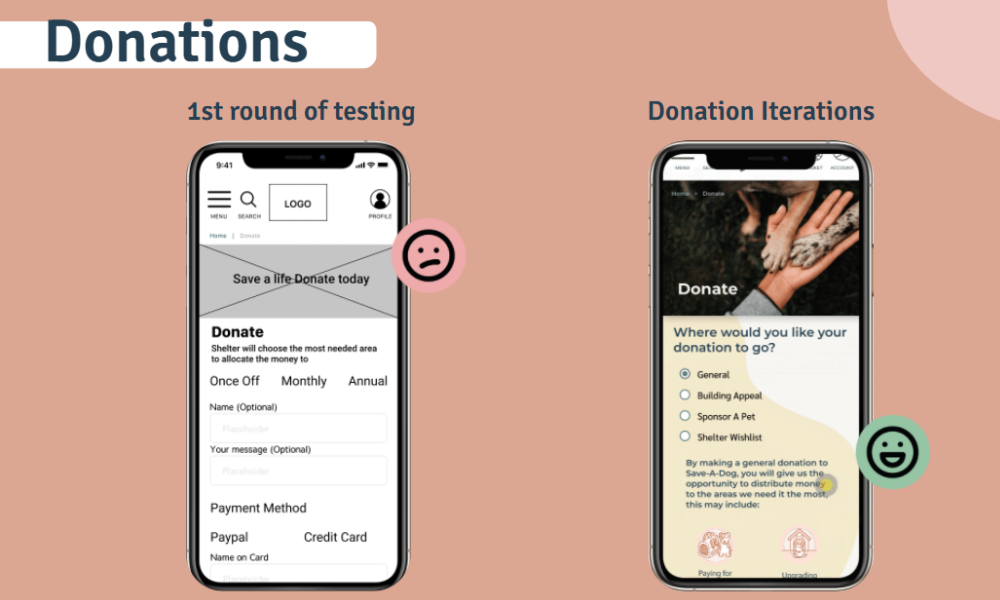 Donations
1st round of testing
Donation Iterations
9:41
MENU
SEARCH
LOGO
PROFILE
Home | Donate
Save a life Donate today
Donate
Shelter will choose the most needed area
to allocate the money to
Once Off Monthly Annual
Name (Optional)
Placeholder
Your message (Optional)
Placeholder
Payment Method
Paypal Credit Card
Name on Card
Placeholder
MENU
ACCOUNT
Home
Donate
Donate
Where would you like your
donation to go?
General
Building Appeal
Sponsor A Pet
Shelter Wishlist
By making a general donation to
Save-A-Dog, you will give us the
opportunity to distribute money
to the areas we need it the most,
this may include:
Paying for
Upgrading